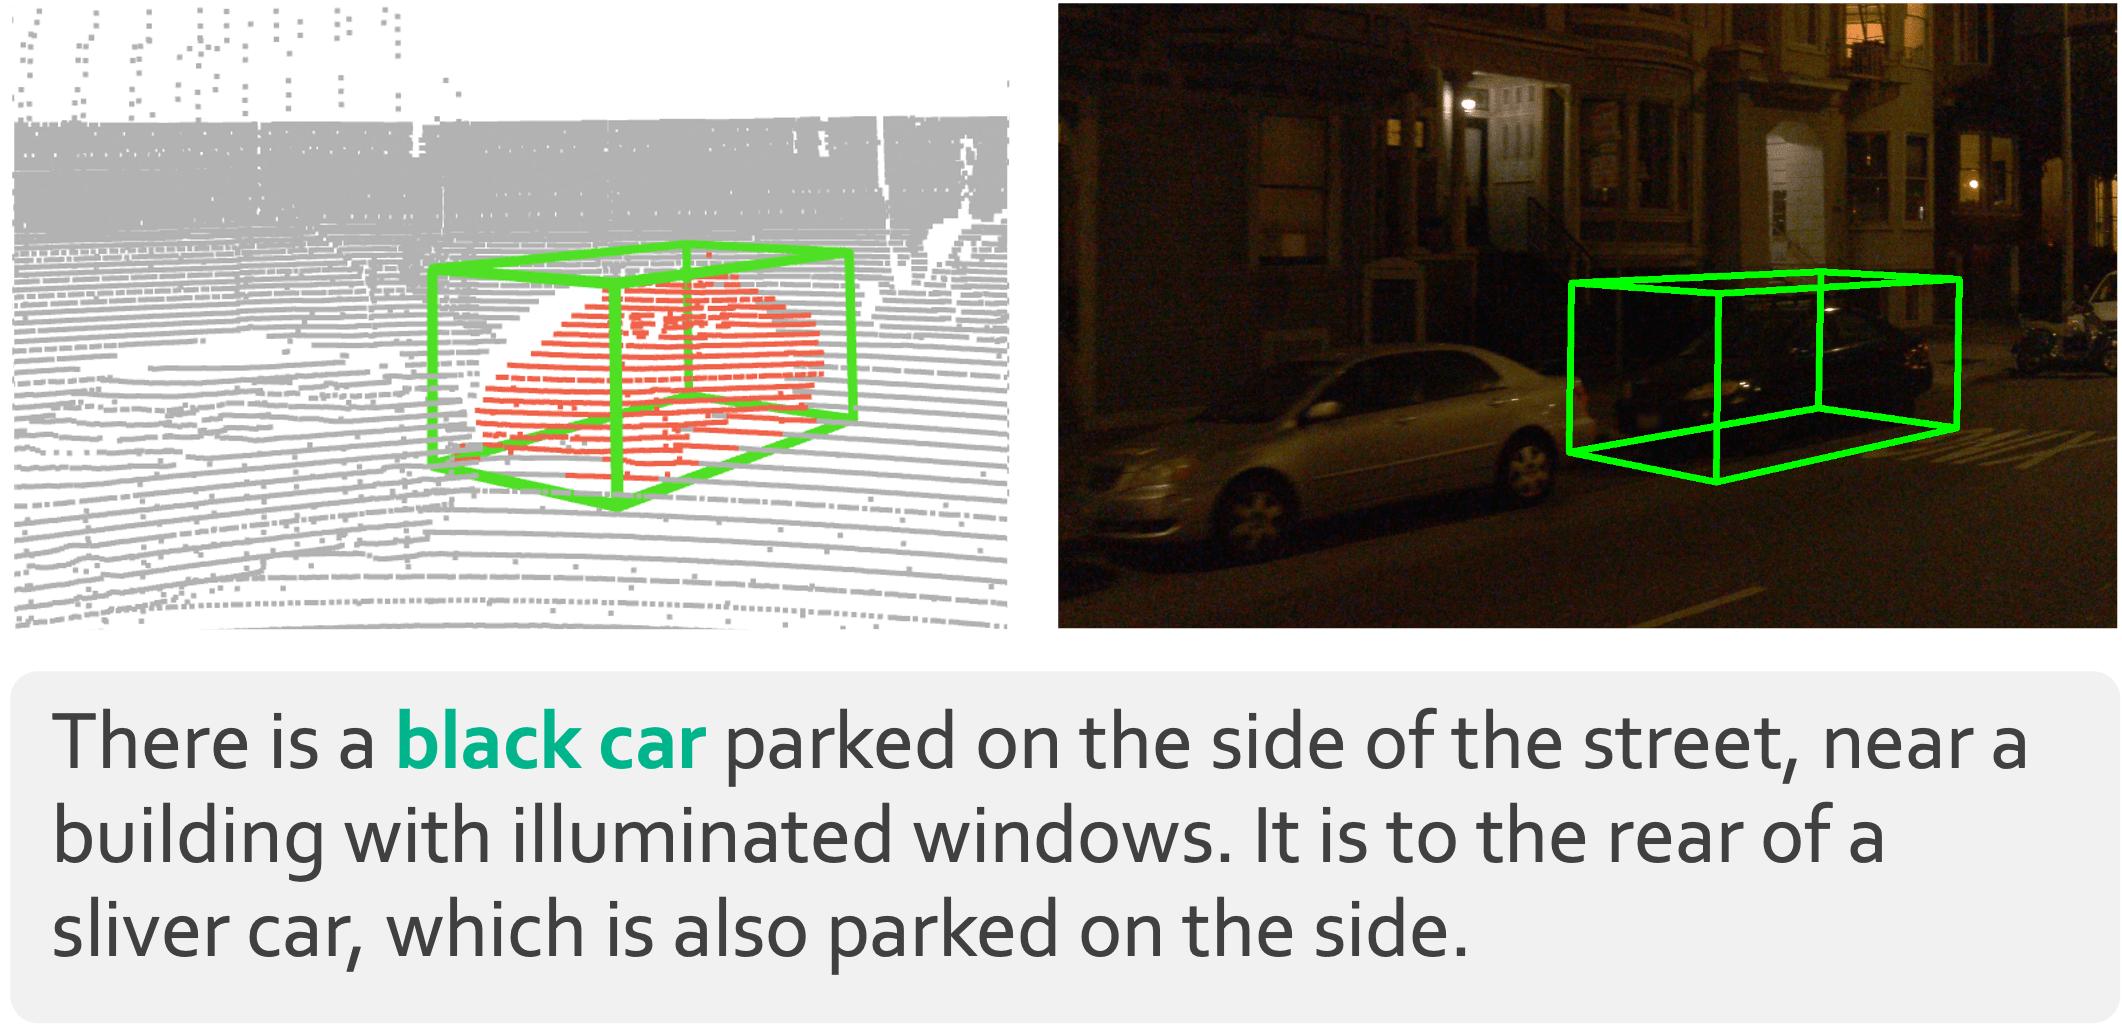 There is a black car parked on the side of the street, near a
building with illuminated windows. It is to the rear of a
sliver car, which is also parked on the side.